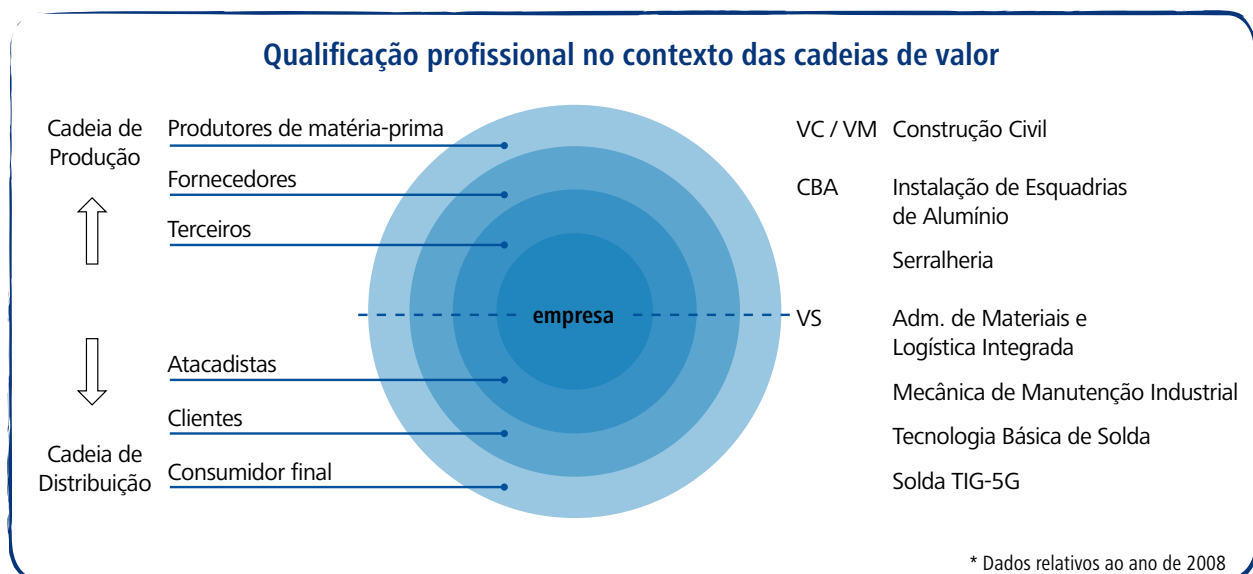 Qualificação profissional no contexto das cadeias de valor
Cadeia de
Produção
Produtores de matéria-prima
Fornecedores
Terceiros
empresa
Atacadistas
Clientes
Consumidor final
Cadeia de
Distribuição
VC / VM Construção Civil
CBA Instalação de Esquadrias
de Alumínio
Serralheria
VS Adm. de Materiais e
Logística Integrada
Mecânica de Manutenção Industrial
Tecnologia Básica de Solda
Solda TIG-5G
* Dados relativos ao ano de 2008